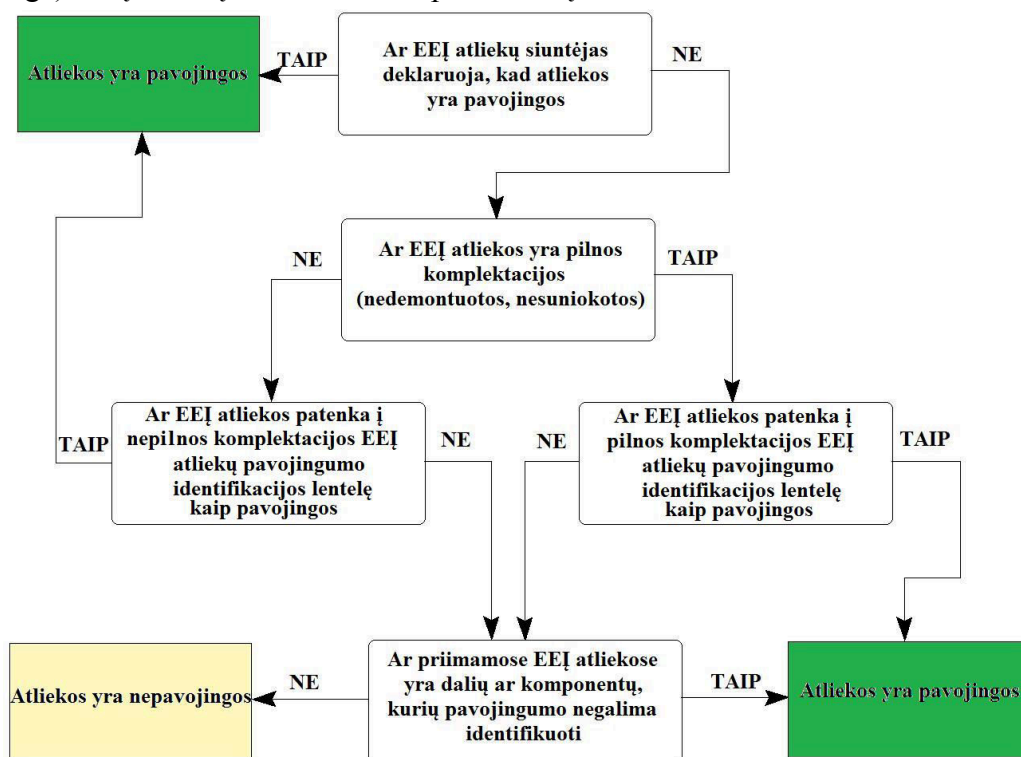 Atliekos yra pavojingos
TAIP
Ar EEĮ atliekų siuntėjas
deklaruoja, kad atliekos
yra pavojingos
NE
NE
Ar EEĮ atliekos yra pilnos
komplektacijos
(nedemontuotos, nesuniokotos)
TAIP
TAIP
Ar EEĮ atliekos patenka į
nepilnos komplektacijos EEĮ
atliekų pavojingumo
identifikacijos lentelę
kaip pavojingos
NE
NE
Ar EEĮ atliekos patenka į
pilnos komplektacijos EEĮ
atliekų pavojingumo
identifikacijos lentelę
kaip pavojingos
TAIP
Atliekos yra nepavojingos
NE
Ar priimamose EEĮ atliekose
yra dalių ar komponentų,
kurių pavojingumo negalima
identifikuoti
TAIP
Atliekos yra pavojingos